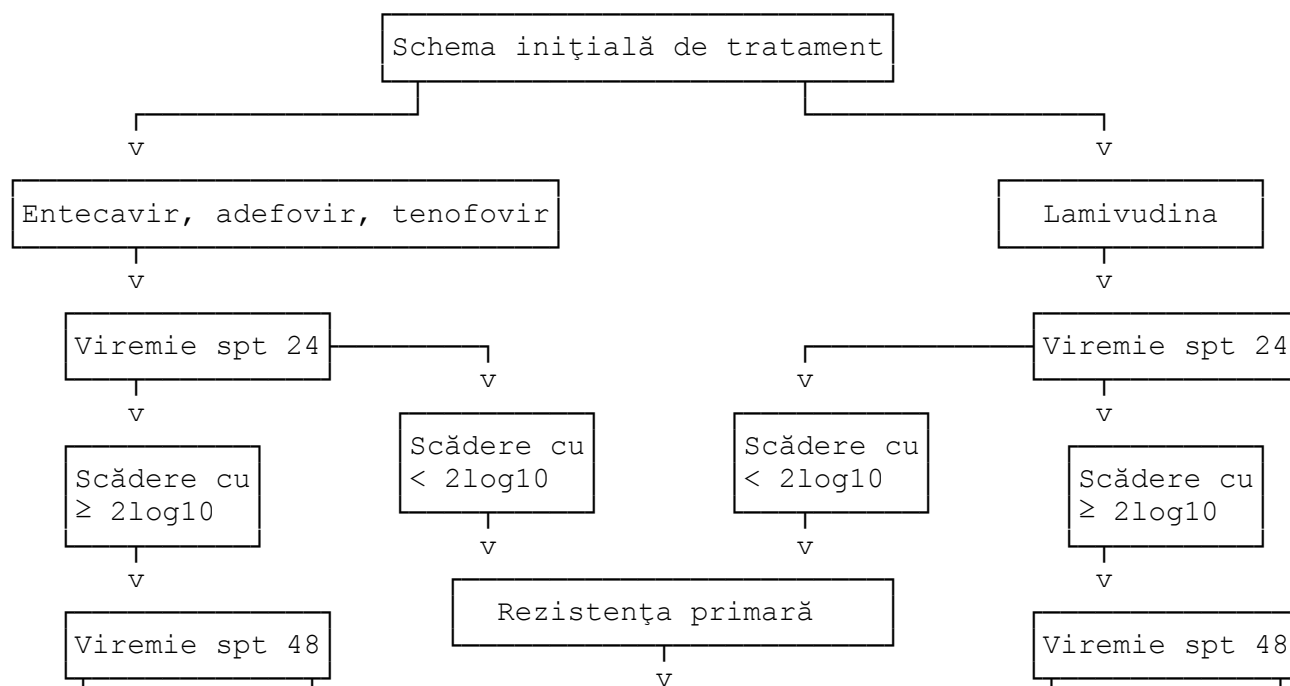 Schema iniţială de tratament
v v
Entecavir, adefovir, tenofovir Lamivudina
v v
Viremie spt 24 Viremie spt 24
v v
v v
Scădere cu Scădere cu
< 2log10 < 2log10
Scădere cu Scădere cu
≥ 2log10 ≥ 2log10
v v
v v
Rezistenţa primară
Viremie spt 48 Viremie spt 48
v